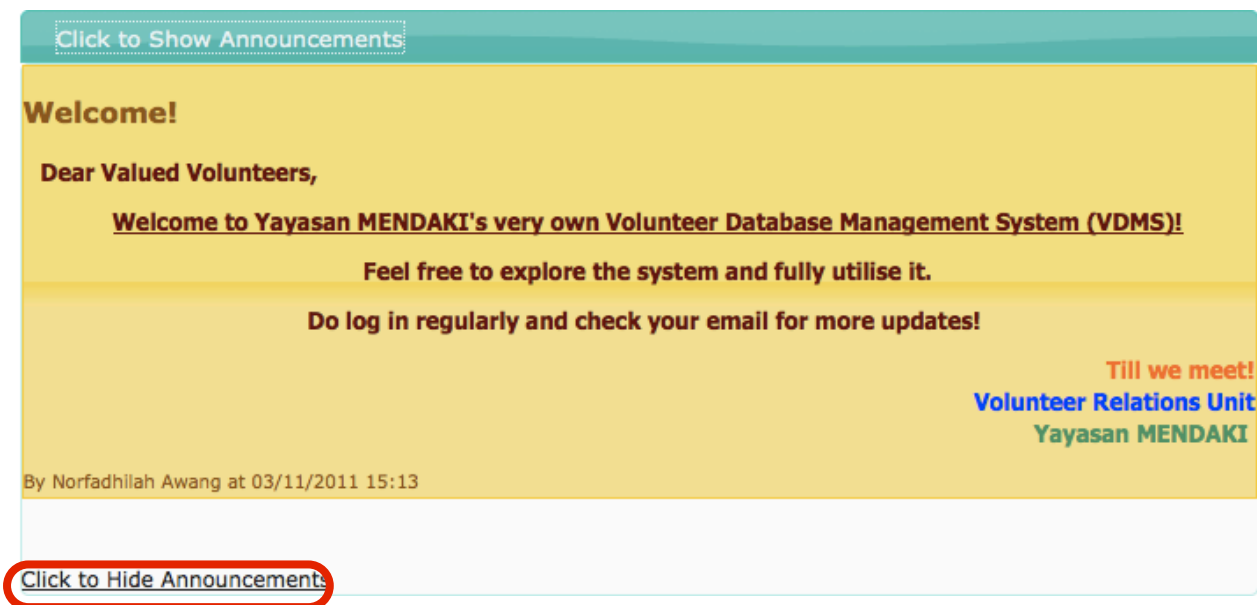 Click to Show Announcements
Welcome!
Dear Valued Volunteers,
Welcome to Yayasan MENDAKI's very own Volunteer Database Management System (VDMS)!
Feel free to explore the system and fully utilise it.
Do log in regularly and check your email for more updates!
Till we meet!
Volunteer Relations Unit
Yayasan MENDAKI
By Norfadhilah Awang at 03/11/2011 15:13
Click to Hide Announcements